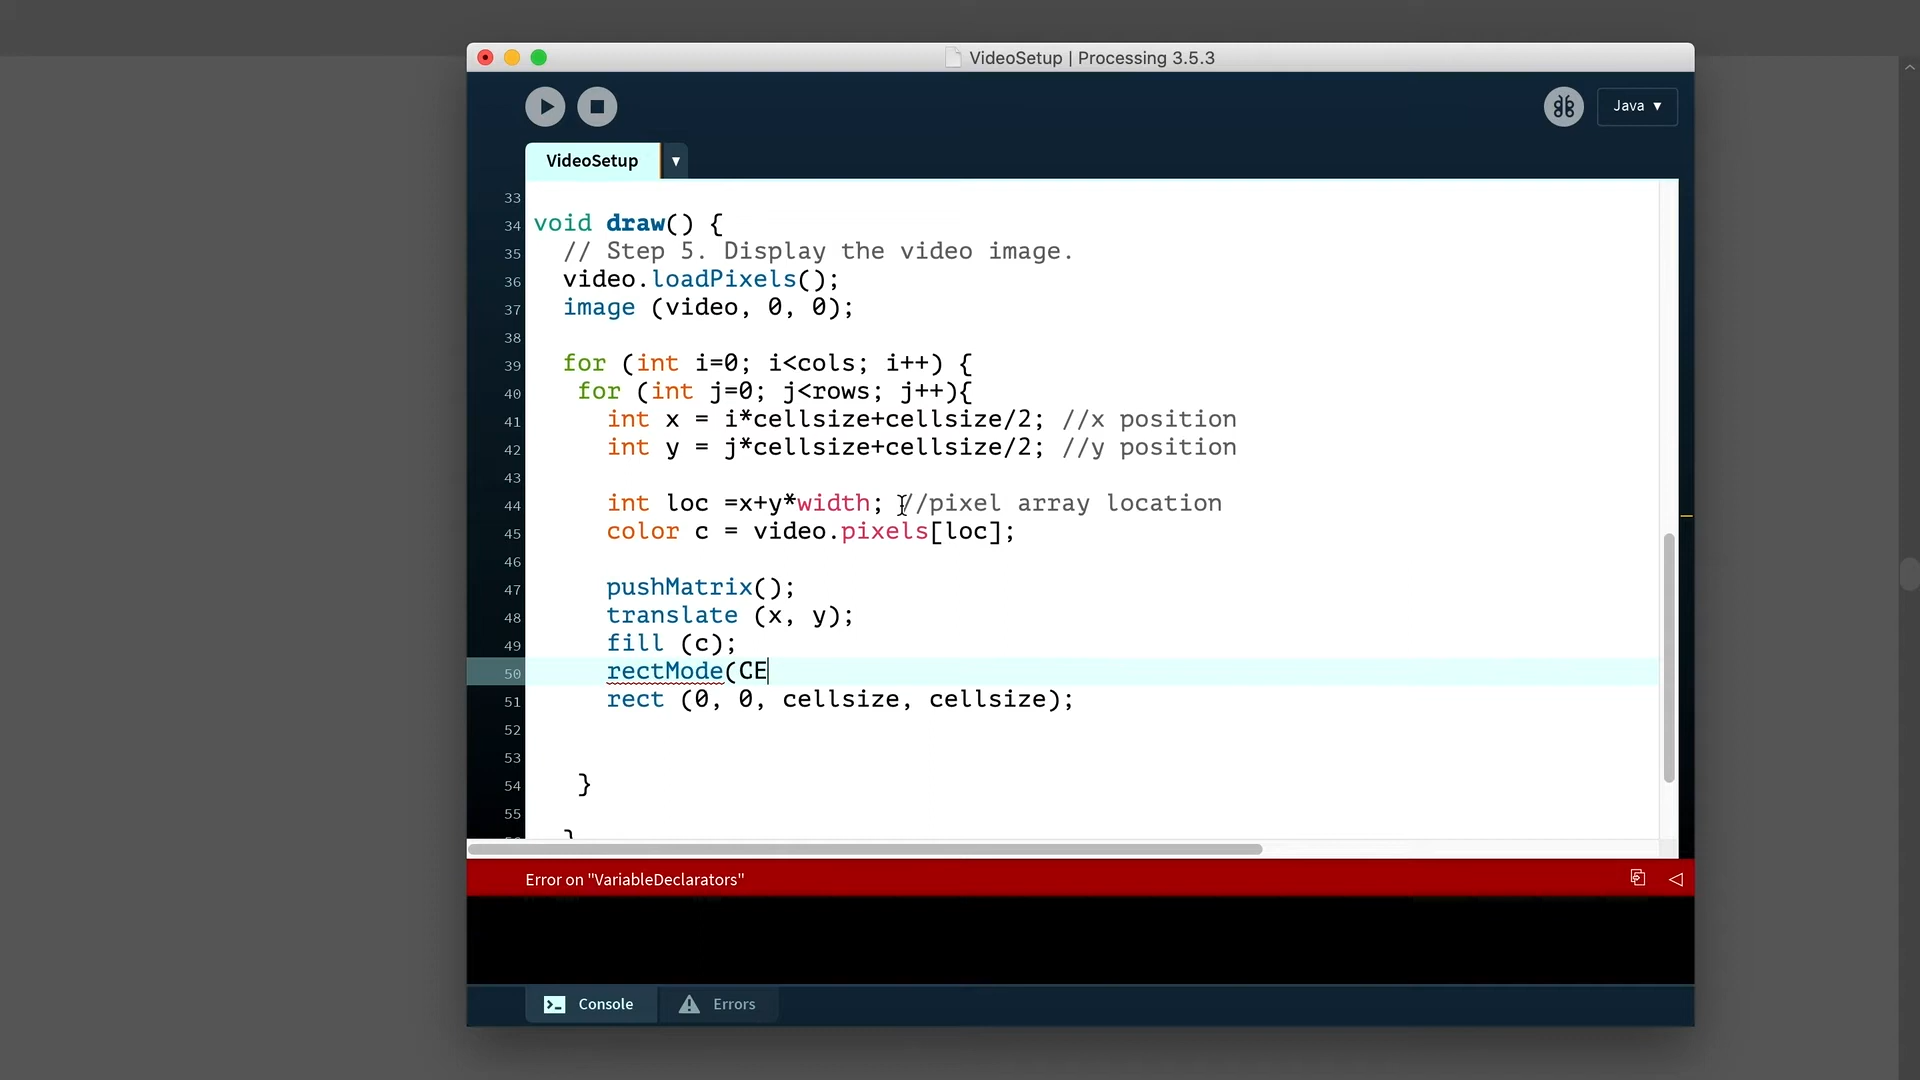 VideoSetup | Processing 3.5.3
Java ▼
VideoSetup ▼
33
34 void draw() {
35 // Step 5. Display the video image.
36 video.loadPixels();
37 image (video, 0, 0);
38
39 for (int i=0; i<cols; i++) {
40 for (int j=0; j<rows; j++){
41 int x = i*cellsize+cellsize/2; //x position
42 int y = j*cellsize+cellsize/2; //y position
43
44 int loc =x+y*width; //pixel array location
45 color c = video.pixels[loc];
46
47 pushMatrix();
48 translate (x, y);
49 fill (c);
50 rectMode(CE
51 rect (0, 0, cellsize, cellsize);
52
53
54 }
55
}
Error on "VariableDeclarators"
Console Errors